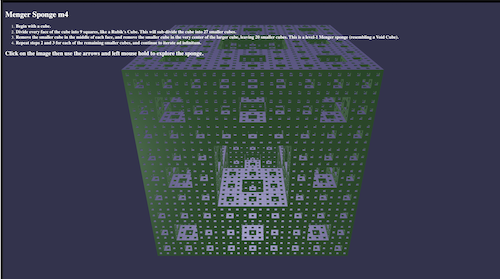 Menger Sponge m4
1. Begin with a cube.
2. Divide every face of the cube into 9 squares, like a Rubik's Cube. This will sub-divide the cube into 27 smaller cubes.
3. Remove the smaller cube in the middle of each face, and remove the smaller cube in the very center of the larger cube, leaving 20 smaller cubes. This is a level-1 Menger sponge (resembling a Void Cube).
4. Repeat steps 2 and 3 for each of the remaining smaller cubes, and continue to iterate ad infinitum.
Click on the image then use the arrows and left mouse hold to explore the sponge.